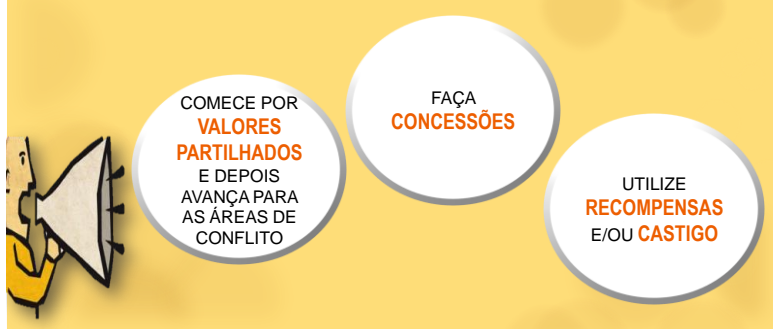 COMECE POR
VALORES
PARTILHADOS
E DEPOIS
AVANÇA PARA
AS ÁREAS DE
CONFLITO
FAÇA
CONCESSÕES
UTILIZE
RECOMPENSAS
E/OU CASTIGO